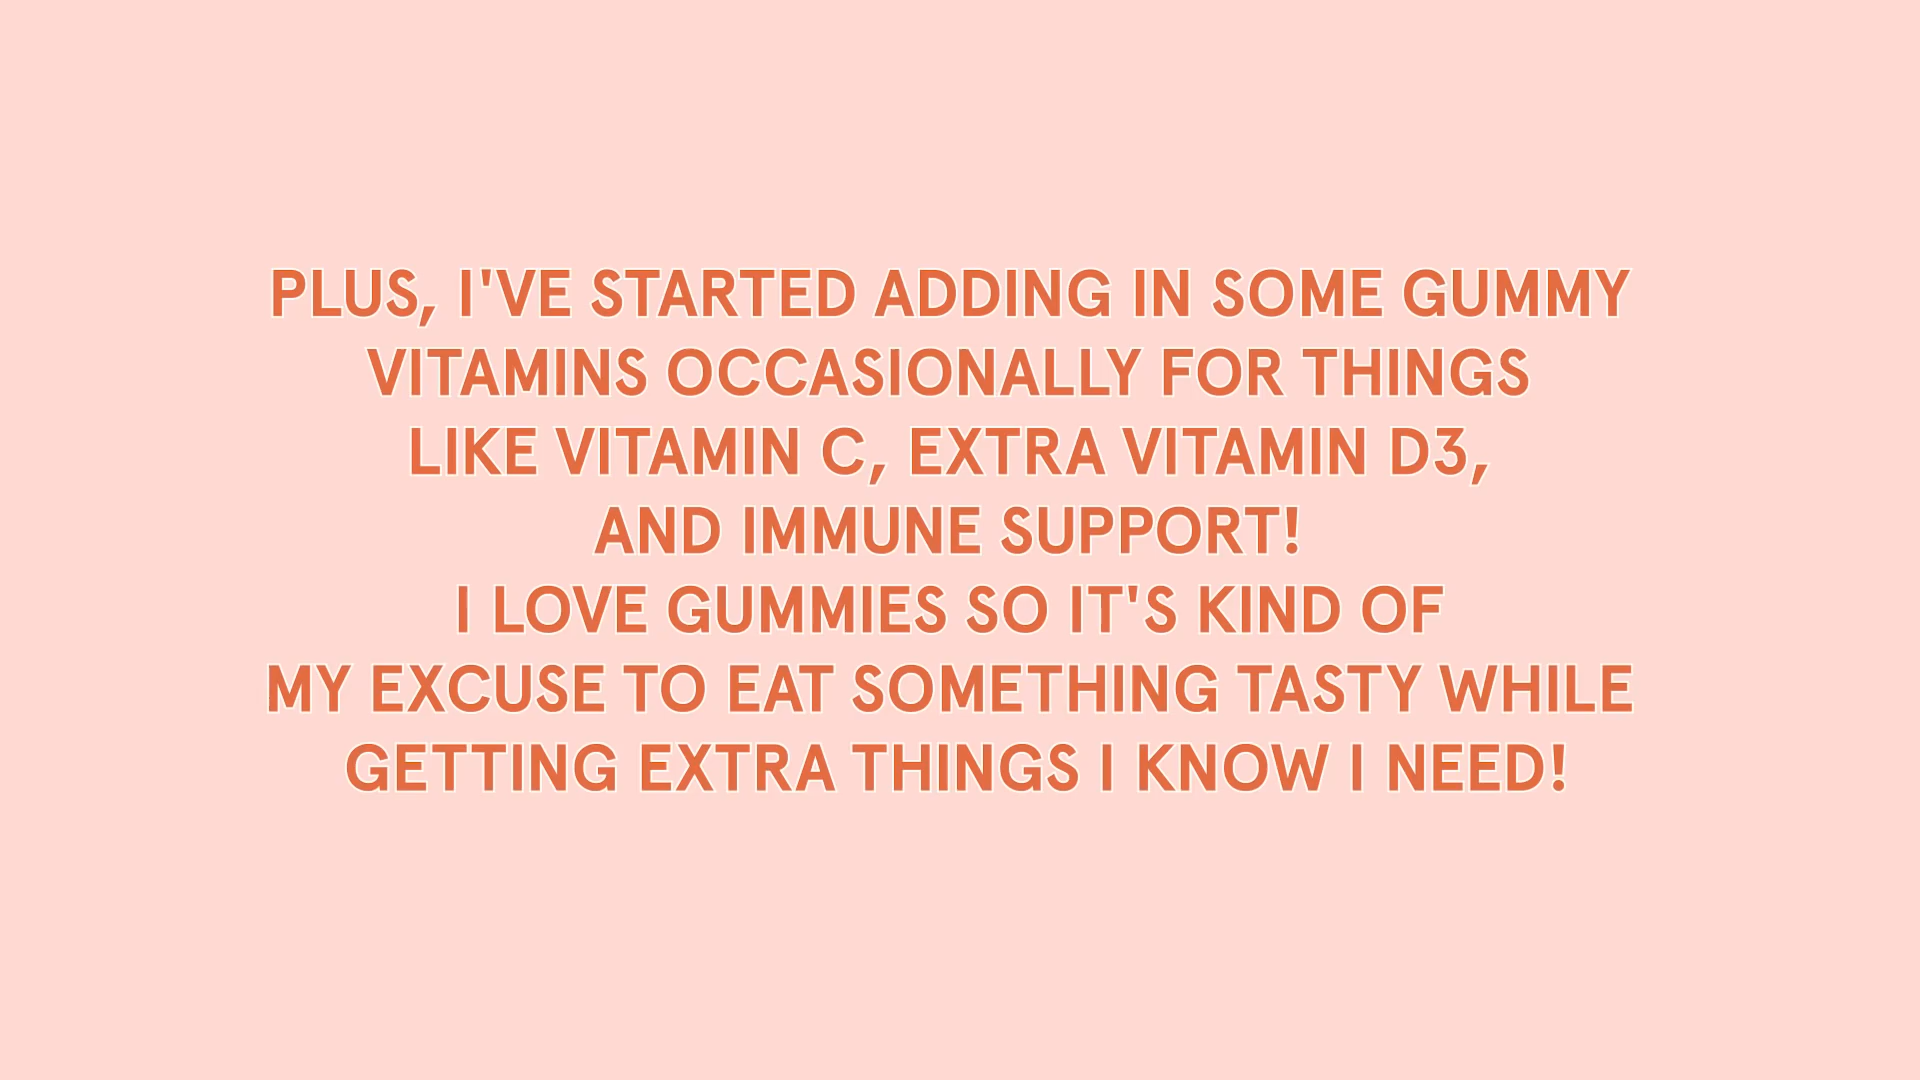 PLUS, I'VE STARTED ADDING IN SOME GUMMY
VITAMINS OCCASIONALLY FOR THINGS
LIKE VITAMIN C, EXTRA VITAMIN D3,
AND IMMUNE SUPPORT!
I LOVE GUMMIES SO IT'S KIND OF
MY EXCUSE TO EAT SOMETHING TASTY WHILE
GETTING EXTRA THINGS I KNOW I NEED!